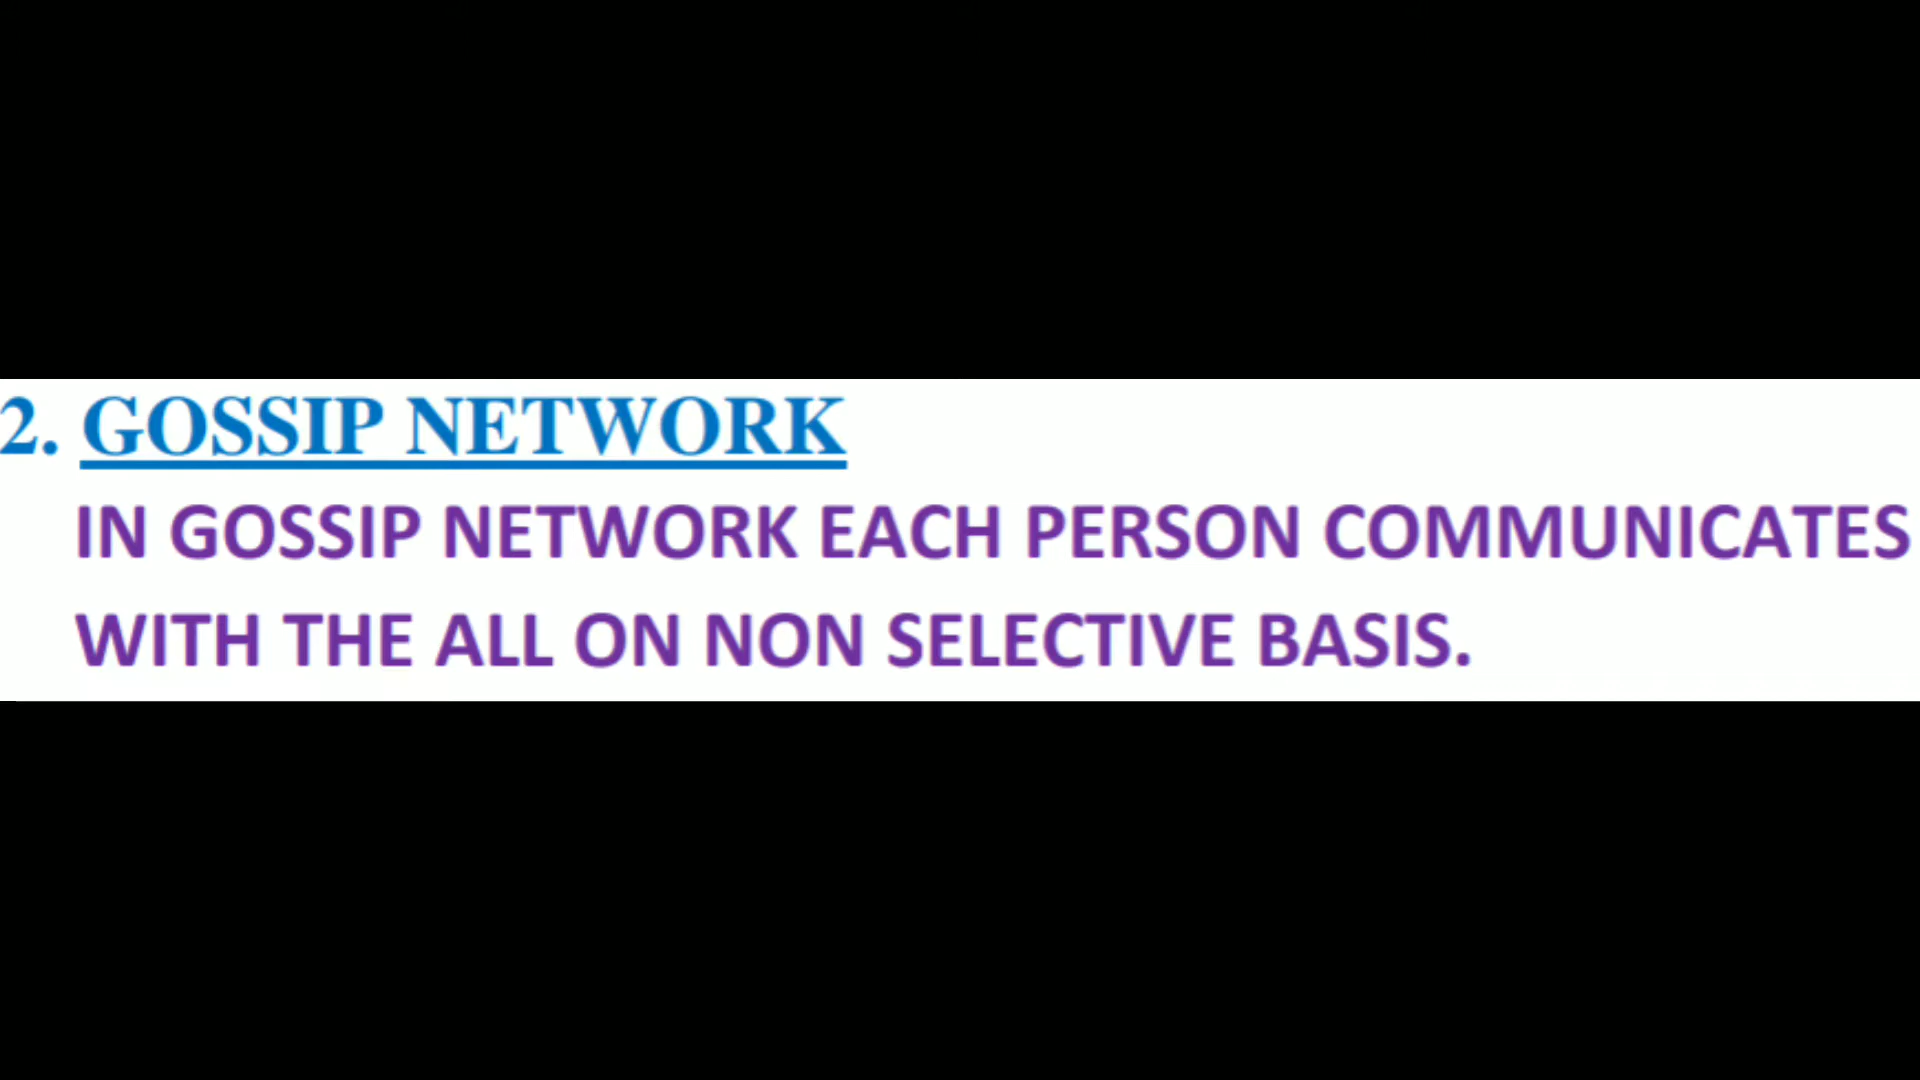 2. GOSSIP NETWORK
IN GOSSIP NETWORK EACH PERSON COMMUNICATES
WITH THE ALL ON NON SELECTIVE BASIS.